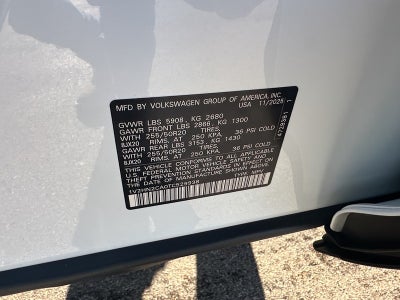 MFD BY VOLKSWAGEN GROUP OF AMERICA, INC.
USA 11/2025
GVWR LBS 5908, KG 2680
GAWR FRONT LBS 2866, KG 1300
WITH 255/50R20 TIRES,
8JX20 RIMS, AT 250 KPA, 36 PSI COLD
GAWR REAR LBS 3153, KG 1430
WITH 255/50R20 TIRES,
8JX20 RIMS, AT 250 KPA, 36 PSI COLD
THIS VEHICLE CONFORMS TO ALL APPLICABLE
U.S. FEDERAL MOTOR VEHICLE SAFETY AND
THEFT PREVENTION STANDARDS IN EFFECT ON
THE DATE OF MANUFACTURE SHOWN ABOVE.
TYPE: MPV